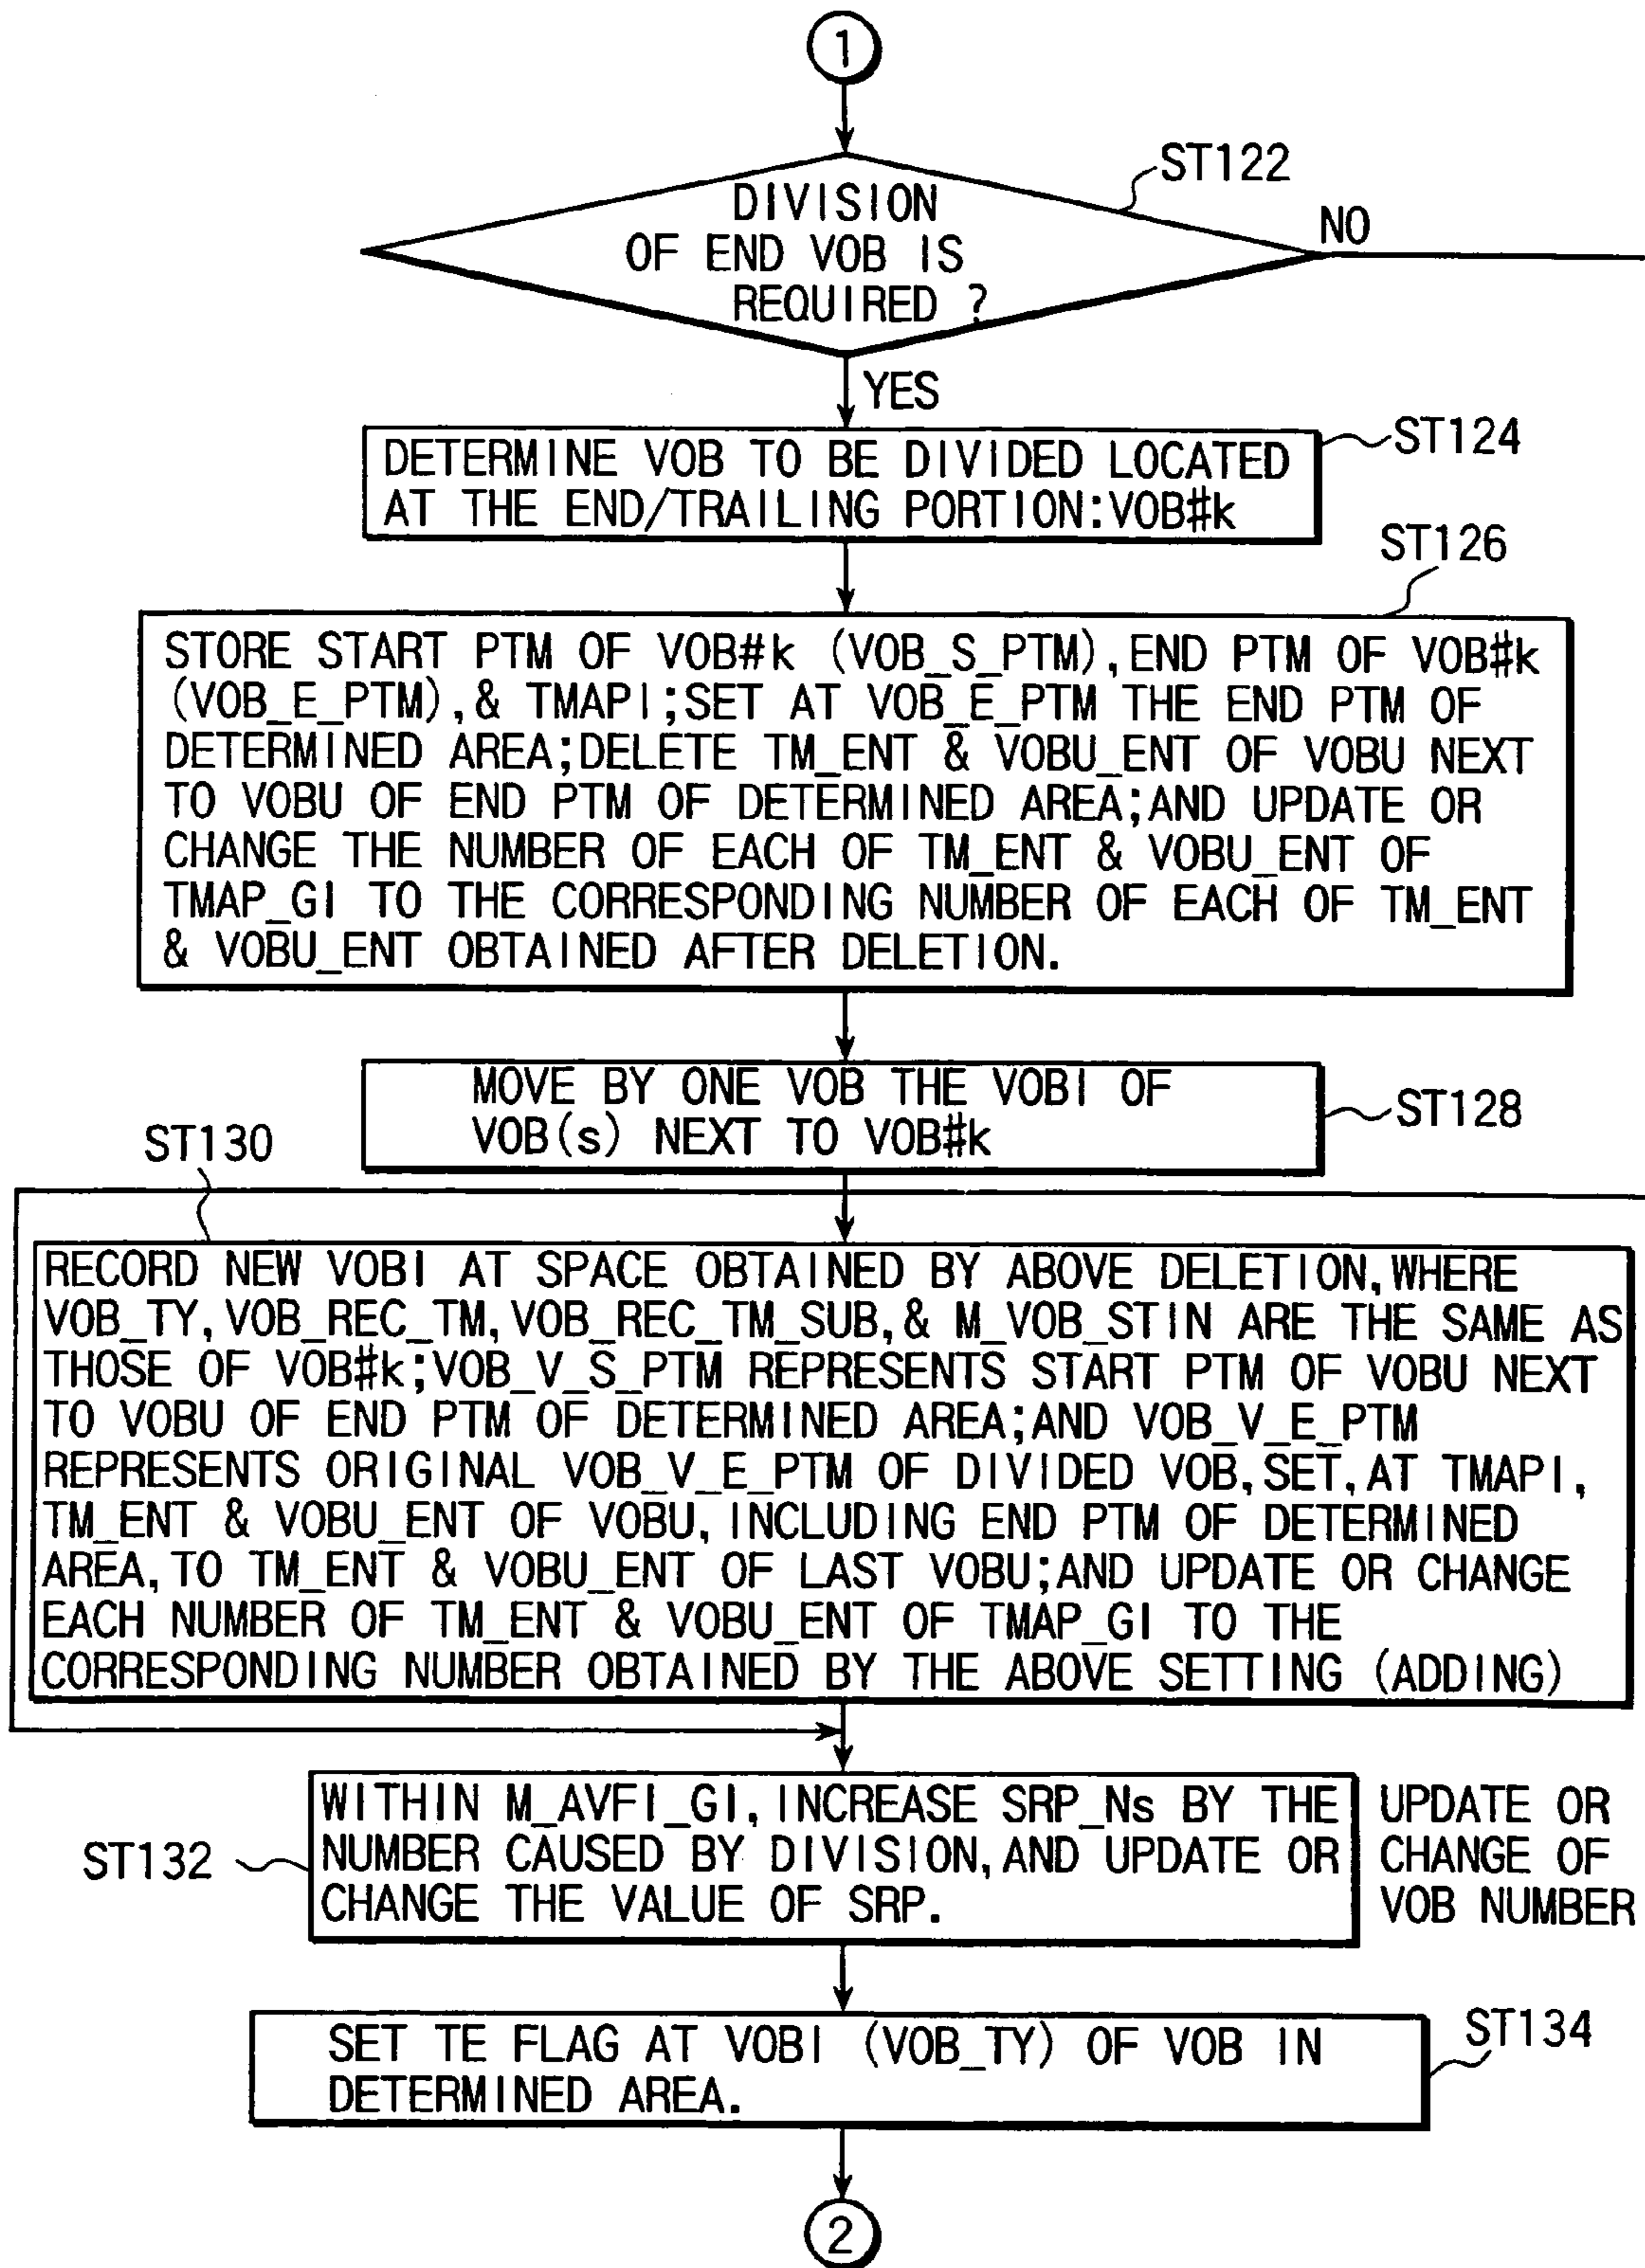 1
ST122
DIVISION
OF END VOB IS
REQUIRED ?
NO
YES
ST124
DETERMINE VOB TO BE DIVIDED LOCATED
AT THE END/TRAILING PORTION:VOB#k
ST126
STORE START PTM OF VOB#k (VOB_S_PTM),END PTM OF VOB#k
(VOB_E_PTM),& TMAPI;SET AT VOB_E_PTM THE END PTM OF
DETERMINED AREA;DELETE TM_ENT & VOBU_ENT OF VOBU NEXT
TO VOBU OF END PTM OF DETERMINED AREA;AND UPDATE OR
CHANGE THE NUMBER OF EACH OF TM_ENT & VOBU_ENT OF
TMAP_GI TO THE CORRESPONDING NUMBER OF EACH OF TM_ENT
& VOBU_ENT OBTAINED AFTER DELETION.
MOVE BY ONE VOB THE VOBI OF
VOB(s) NEXT TO VOB#k
ST128
ST130
RECORD NEW VOBI AT SPACE OBTAINED BY ABOVE DELETION,WHERE
VOB_TY,VOB_REC_TM,VOB_REC_TM_SUB,& M_VOB_STIN ARE THE SAME AS
THOSE OF VOB#k;VOB_V_S_PTM REPRESENTS START PTM OF VOBU NEXT
TO VOBU OF END PTM OF DETERMINED AREA;AND VOB_V_E_PTM
REPRESENTS ORIGINAL VOB_V_E_PTM OF DIVIDED VOB,SET,AT TMAPI,
TM_ENT & VOBU_ENT OF VOBU,INCLUDING END PTM OF DETERMINED
AREA,TO TM_ENT & VOBU_ENT OF LAST VOBU;AND UPDATE OR CHANGE
EACH NUMBER OF TM_ENT & VOBU_ENT OF TMAP_GI TO THE
CORRESPONDING NUMBER OBTAINED BY THE ABOVE SETTING (ADDING)
ST132
WITHIN M_AVFI_GI,INCREASE SRP_Ns BY THE
NUMBER CAUSED BY DIVISION,AND UPDATE OR
CHANGE THE VALUE OF SRP.
UPDATE OR
CHANGE OF
VOB NUMBER
SET TE FLAG AT VOBI (VOB_TY) OF VOB IN
DETERMINED AREA.
ST134
2